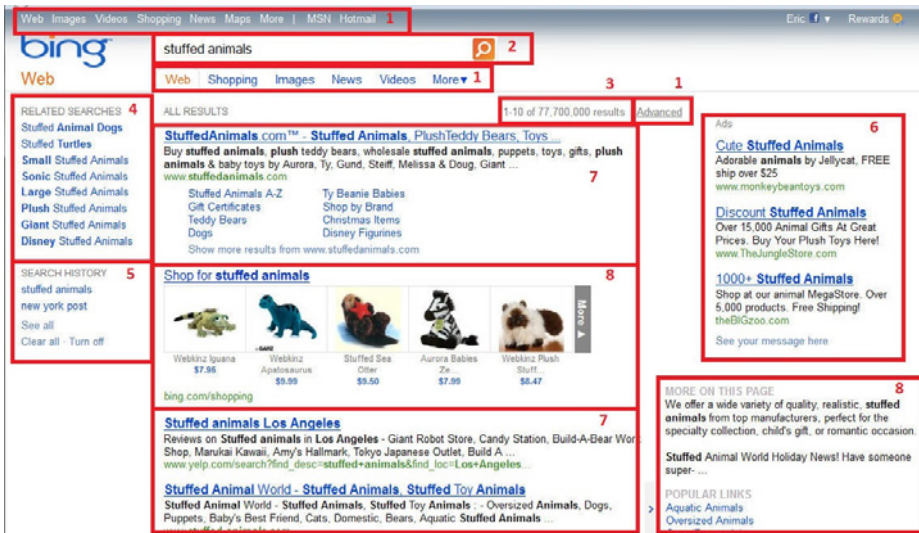 Web Images Videos Shopping News Maps More | MSN Hotmail 1
Eric f ▾ Rewards
bing
Web
stuffed animals
2
Web Shopping Images News Videos More▾ 1
3
1
RELATED SEARCHES 4
Stuffed Animal Dogs
Stuffed Turtles
Small Stuffed Animals
Sonic Stuffed Animals
Large Stuffed Animals
Plush Stuffed Animals
Giant Stuffed Animals
Disney Stuffed Animals
SEARCH HISTORY 5
stuffed animals
new york post
See all
Clear all · Turn off
ALL RESULTS
1-10 of 77,700,000 results
Advanced
StuffedAnimals.com™ - Stuffed Animals, PlushTeddy Bears, Toys ...
Buy stuffed animals, plush teddy bears, wholesale stuffed animals, puppets, toys, gifts, plush
animals & baby toys by Aurora, Ty, Gund, Steiff, Melissa & Doug, Giant ...
www.stuffedanimals.com
7
Stuffed Animals A-Z Ty Beanie Babies
Gift Certificates Shop by Brand
Teddy Bears Christmas Items
Dogs Disney Figurines
Show more results from www.stuffedanimals.com
Shop for stuffed animals
8
More ▲
Webkinz Iguana
$7.95
GANZ
Webkinz
Apatosaurus
$9.99
Stuffed Sea
Otter
$9.50
Aurora Babies
Ze...
$7.99
Webkinz Plush
Stuff...
$8.47
bing.com/shopping
Stuffed animals Los Angeles
7
Reviews on Stuffed animals in Los Angeles - Giant Robot Store, Candy Station, Build-A-Bear Wor
Shop, Marukai Kawaii, Amy's Hallmark, Tokyo Japanese Outlet, Build A ...
www.yelp.com/search?find_desc=stuffed+animals&find_loc=Los+Angeles...
Stuffed Animal World - Stuffed Animals, Stuffed Toy Animals
Stuffed Animal World - Stuffed Animals, Stuffed Toy Animals : - Oversized Animals, Dogs,
Puppets, Baby's Best Friend, Cats, Domestic, Bears, Aquatic Stuffed Animals ...
Ads
6
Cute Stuffed Animals
Adorable animals by Jellycat, FREE
ship over $25
www.monkeybeantoys.com
Discount Stuffed Animals
Over 15,000 Animal Gifts At Great
Prices. Buy Your Plush Toys Here!
www.TheJungleStore.com
1000+ Stuffed Animals
Shop at our animal MegaStore. Over
5,000 products. Free Shipping!
theBIGzoo.com
See your message here
8
MORE ON THIS PAGE
We offer a wide variety of quality, realistic, stuffed
animals from top manufacturers, perfect for the
specialty collection, child's gift, or romantic occasion.
Stuffed Animal World Holiday News! Have someone
super- ...
POPULAR LINKS
Aquatic Animals
Oversized Animals